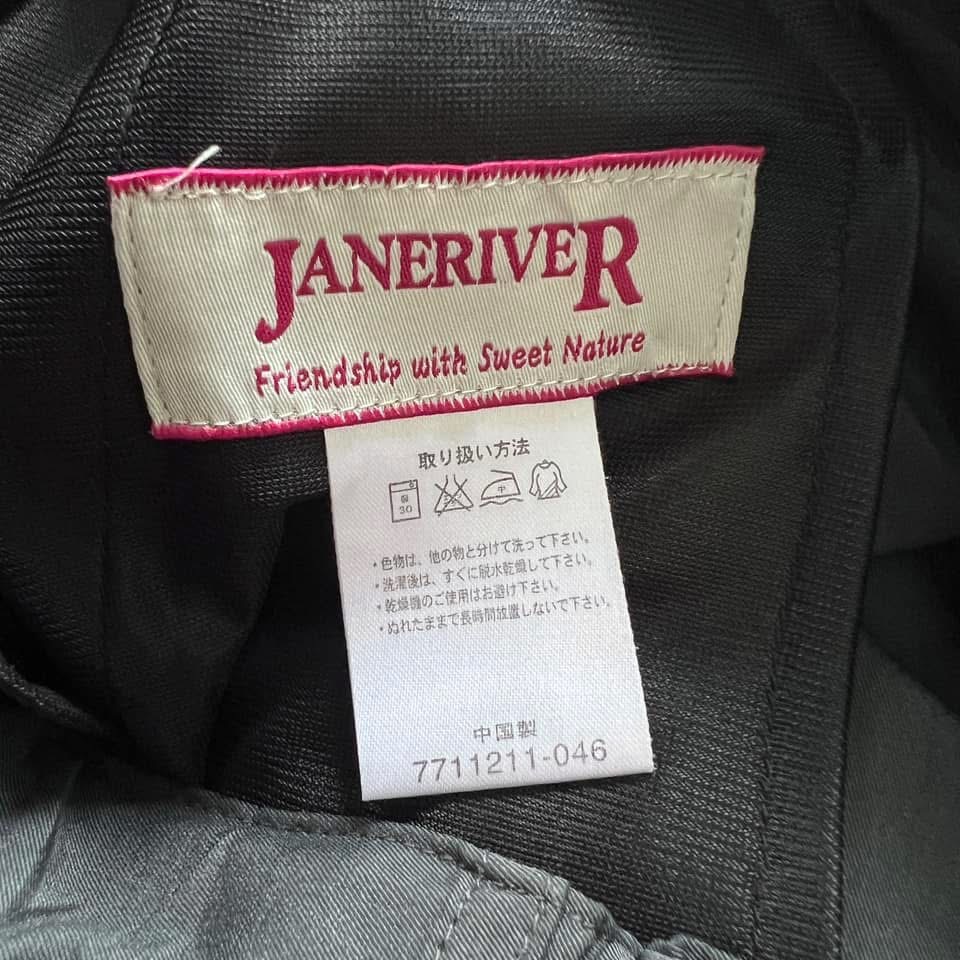 JANERIVER
Friendship with Sweet Nature
取り扱い方法
弱
30
中
・色物は、他の物と分けて洗って下さい。
・洗濯後は、すぐに脱水乾燥して下さい。
・乾燥機のご使用はお避け下さい。
・ぬれたままで長時間放置しないで下さい。
中国製
7711211-046